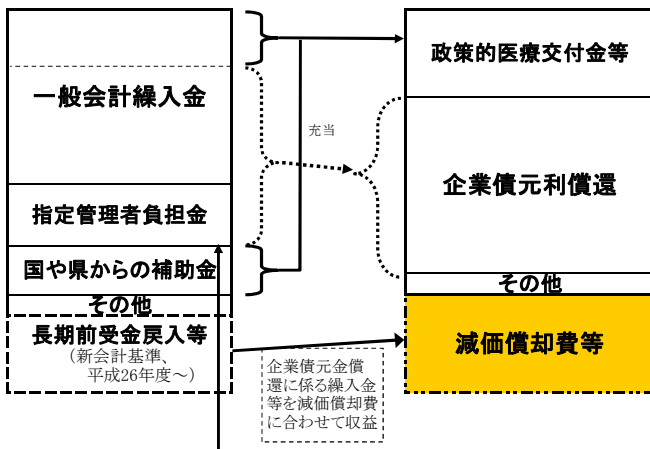 一般会計繰入金
指定管理者負担金
国や県からの補助金
その他
長期前受金戻入等
(新会計基準、
平成26年度～)
充当
政策的医療交付金等
企業債元利償還
その他
減価償却費等
企業債元金償
還に係る繰入金
等を減価償却費
に合わせて収益